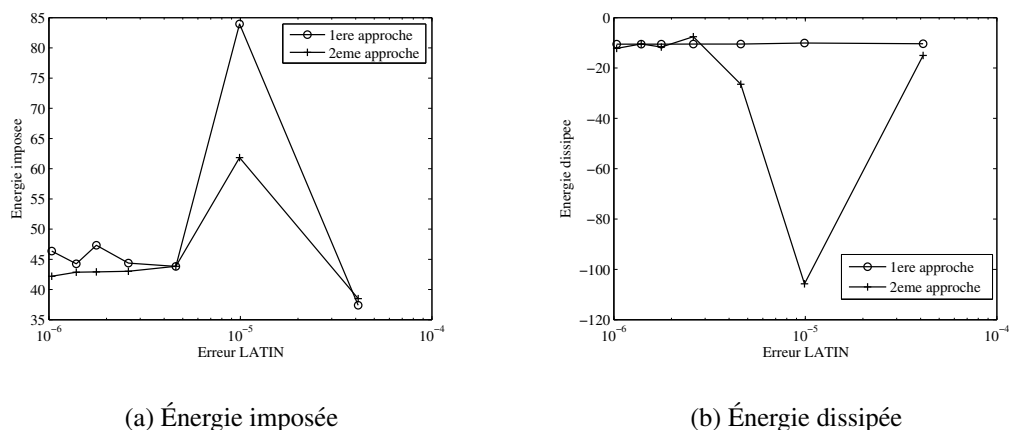 85
80
75
70
65
60
55
50
45
40
35
Energie imposee
1ere approche
2eme approche
10⁻⁶
10⁻⁵
10⁻⁴
Erreur LATIN
(a) Énergie imposée
0
−20
−40
−60
−80
−100
−120
Energie dissipee
1ere approche
2eme approche
10⁻⁶
10⁻⁵
10⁻⁴
Erreur LATIN
(b) Énergie dissipée